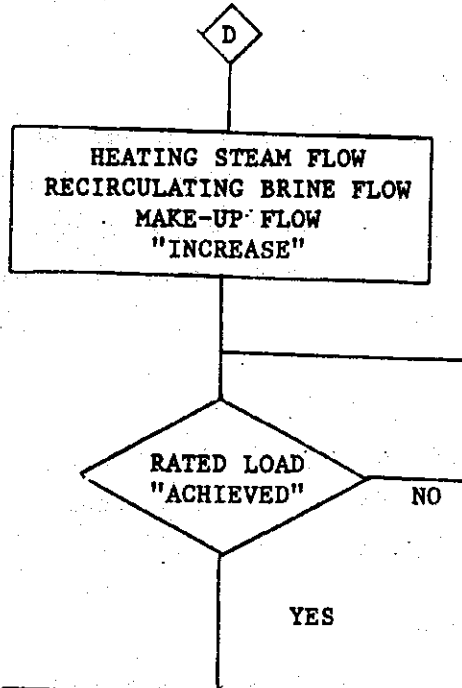 D
HEATING STEAM FLOW
RECIRCULATING BRINE FLOW
MAKE-UP FLOW
"INCREASE"
RATED LOAD
"ACHIEVED"
NO
YES